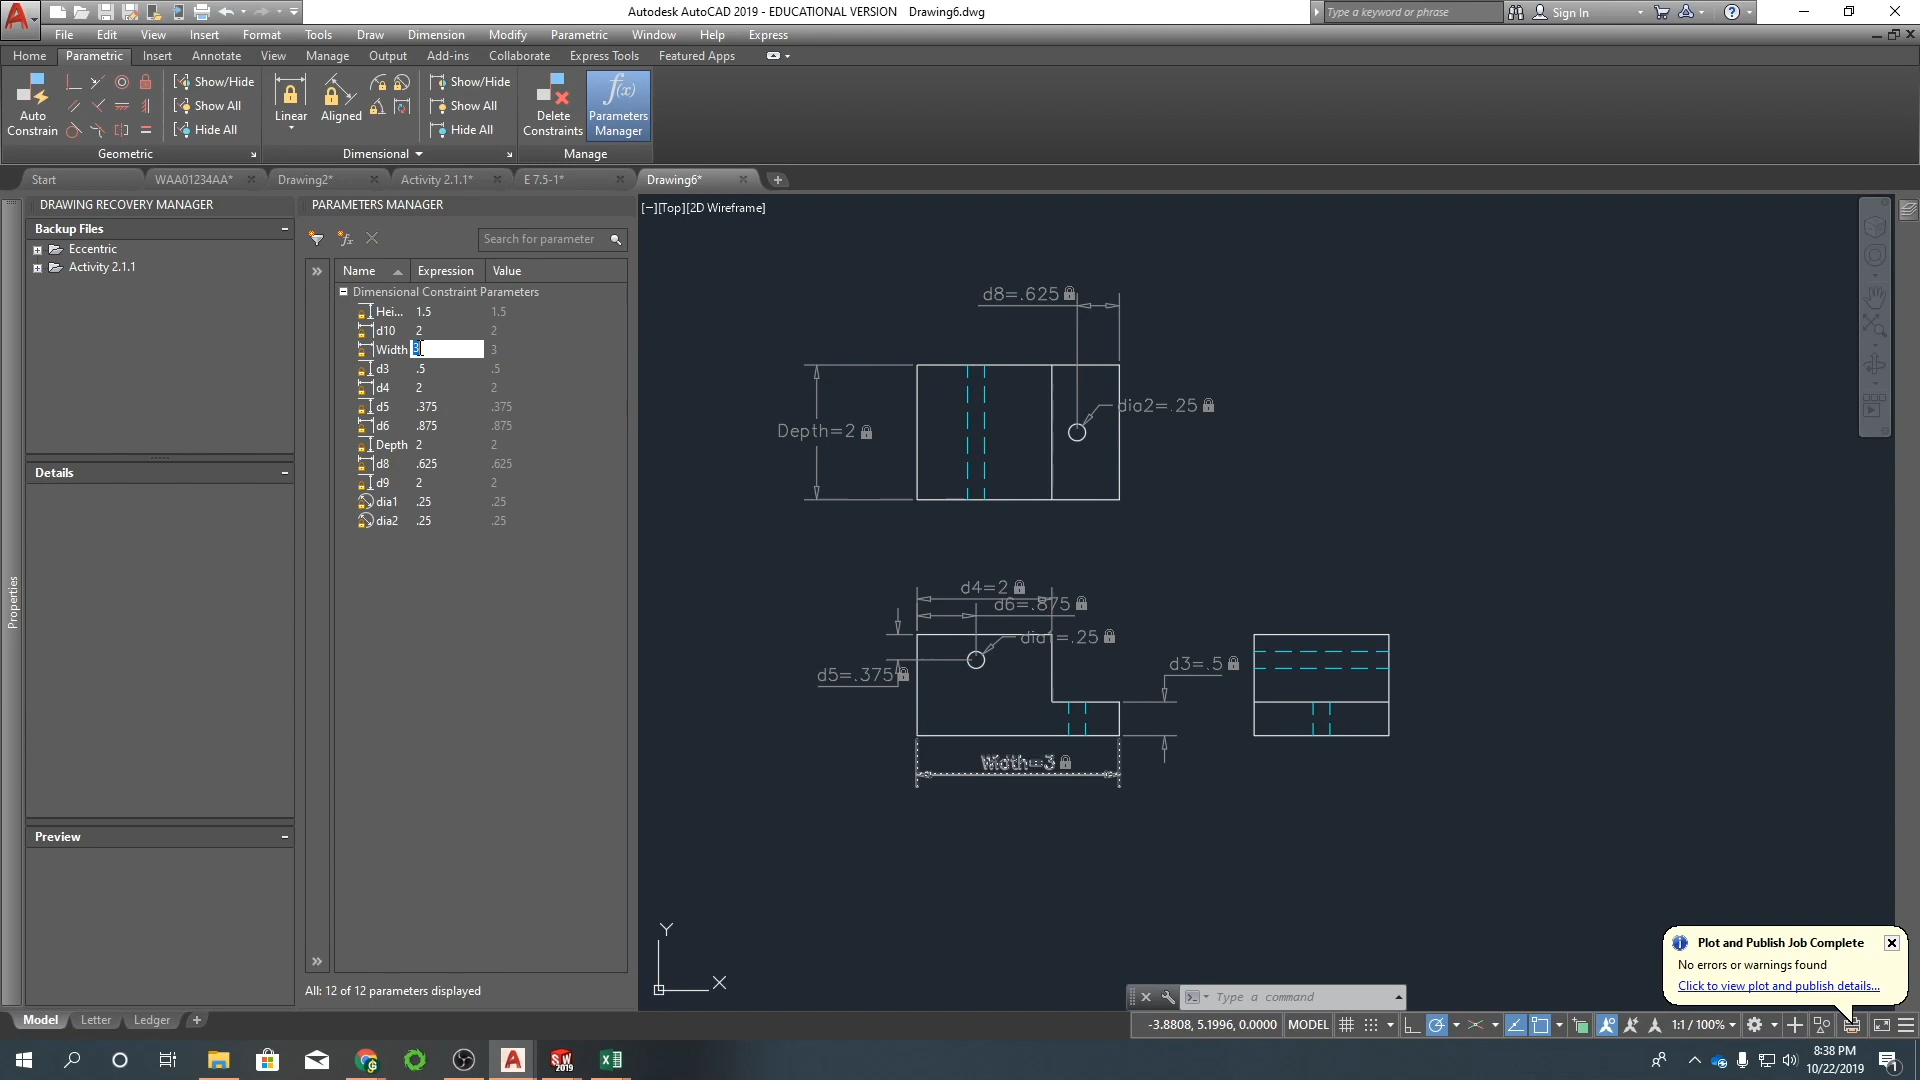 Autodesk AutoCAD 2019 - EDUCATIONAL VERSION Drawing6.dwg
Type a keyword or phrase
Sign In
File Edit View Insert Format Tools Draw Dimension Modify Parametric Window Help Express
Home Parametric Insert Annotate View Manage Output Add-ins Collaborate Express Tools Featured Apps
Auto Constrain
Show/Hide
Show All
Hide All
Geometric
Linear
Aligned
Show/Hide
Show All
Hide All
Dimensional
Delete Constraints
f(x)
Parameters Manager
Manage
Start WAA01234AA* Drawing2* Activity 2.1.1* E 7.5-1* Drawing6*
DRAWING RECOVERY MANAGER
Backup Files
Eccentric
Activity 2.1.1
Details
Preview
Properties
PARAMETERS MANAGER
Search for parameter
Name Expression Value
Dimensional Constraint Parameters
Hei... 1.5 1.5
d10 2 2
Width 3 3
d3 .5 .5
d4 2 2
d5 .375 .375
d6 .875 .875
Depth 2 2
d8 .625 .625
d9 2 2
dia1 .25 .25
dia2 .25 .25
All: 12 of 12 parameters displayed
[−][Top][2D Wireframe]
d8=.625
dia2=.25
Depth=2
d4=2
d6=.875
dia1=.25
d5=.375
d3=.5
Width=3
Y
X
Plot and Publish Job Complete
No errors or warnings found
Click to view plot and publish details...
Type a command
Model Letter Ledger
-3.8808, 5.1996, 0.0000 MODEL 1:1 / 100%
SW
2019
8:38 PM
10/22/2019
1